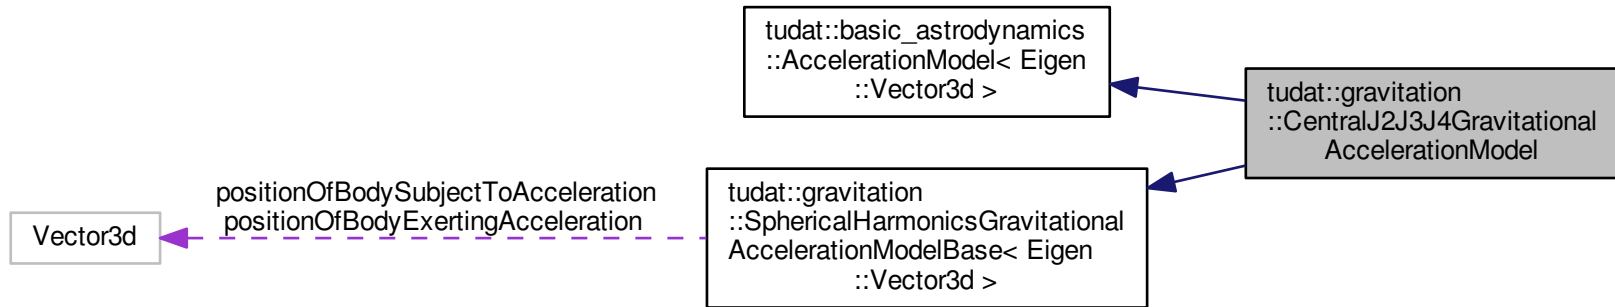 tudat::basic_astrodynamics
::AccelerationModel< Eigen
::Vector3d >
tudat::gravitation
::CentralJ2J3J4Gravitational
AccelerationModel
positionOfBodySubjectToAcceleration
positionOfBodyExertingAcceleration
Vector3d
tudat::gravitation
::SphericalHarmonicsGravitational
AccelerationModelBase< Eigen
::Vector3d >